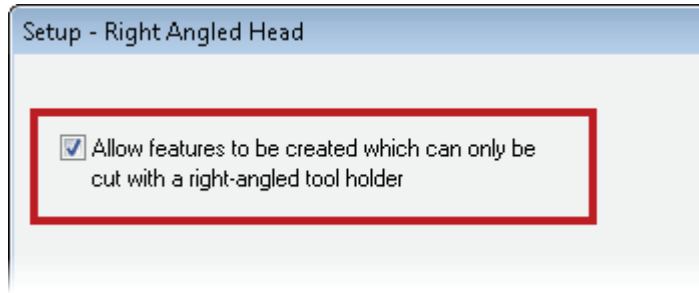 Setup - Right Angled Head
Allow features to be created which can only be
cut with a right-angled tool holder